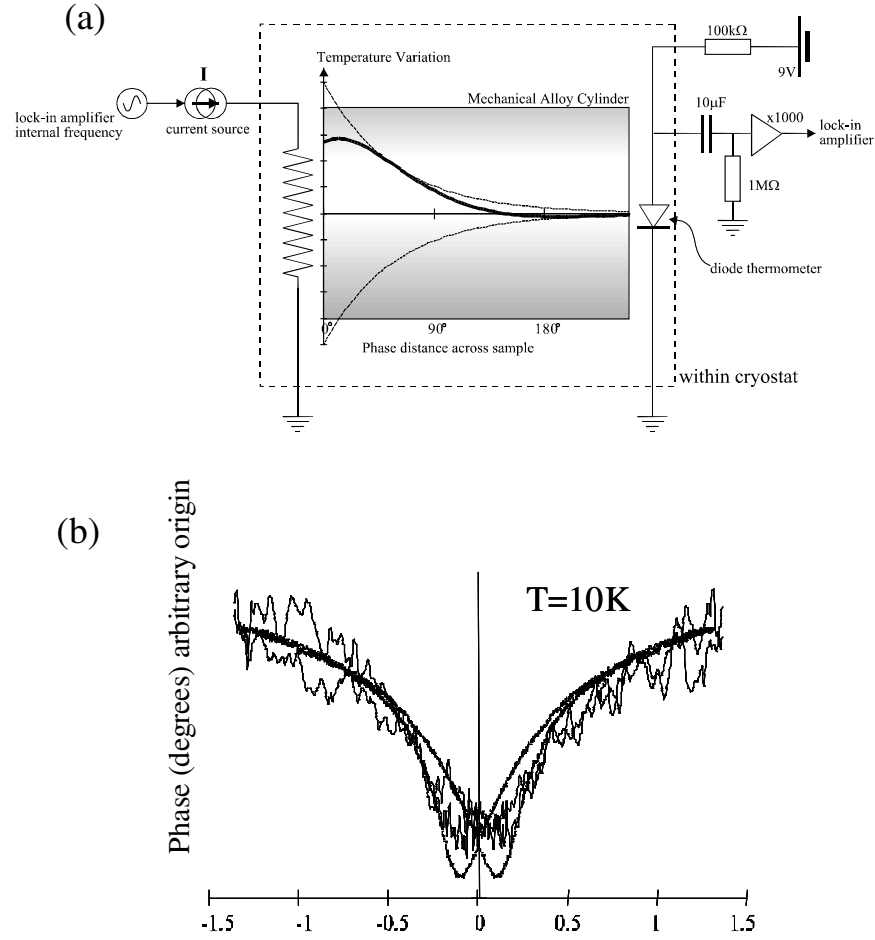 (a)
Temperature Variation
100kΩ
9V
I
Mechanical Alloy Cylinder
10μF
x1000
lock-in amplifier
internal frequency
current source
lock-in
amplifier
1MΩ
diode thermometer
0° 90° 180°
Phase distance across sample
within cryostat
(b)
Phase (degrees) arbitrary origin
T=10K
-1.5 -1 -0.5 0 0.5 1 1.5